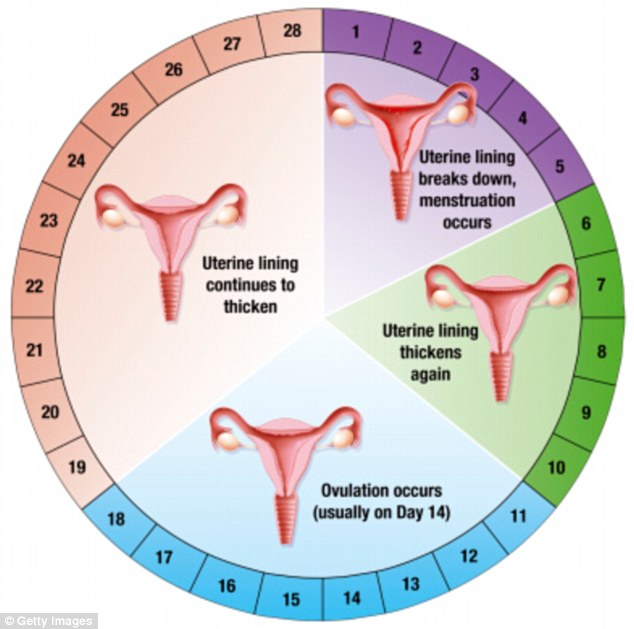 1
2
3
4
5
6
7
8
9
10
11
12
13
14
15
16
17
18
19
20
21
22
23
24
25
26
27
28
Uterine lining
breaks down,
menstruation
occurs
Uterine lining
thickens
again
Ovulation occurs
(usually on Day 14)
Uterine lining
continues to
thicken
© Getty Images